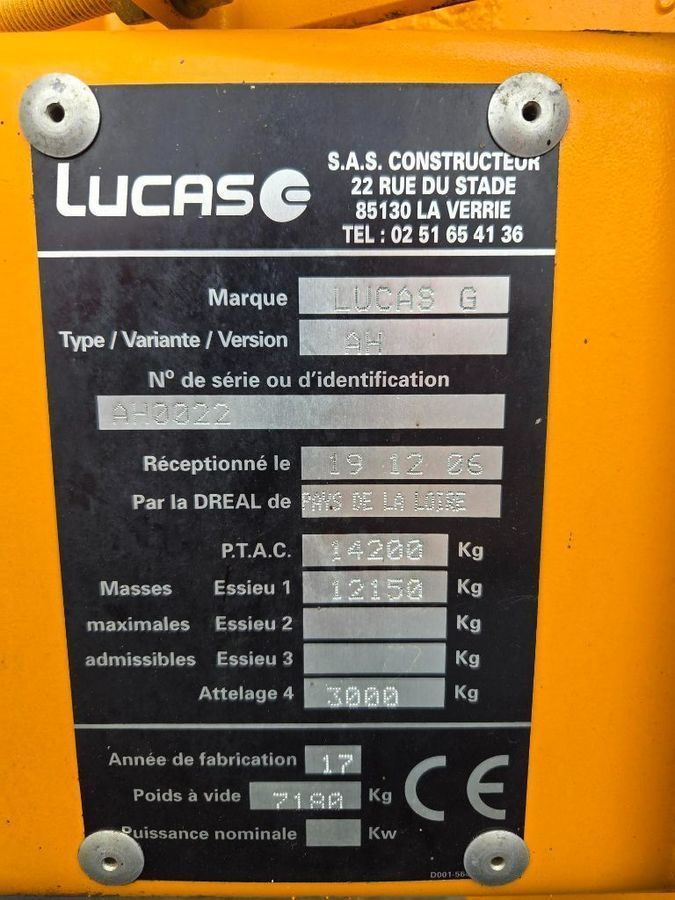 LUCAS G
S.A.S. CONSTRUCTEUR
22 RUE DU STADE
85130 LA VERRIE
TEL : 02 51 65 41 36
Marque LUCAS G
Type / Variante / Version AH
N° de série ou d'identification
AH0022
Réceptionné le 19 12 06
Par la DREAL de PAYS DE LA LOIRE
P.T.A.C. 14200 Kg
Masses Essieu 1 12150 Kg
maximales Essieu 2 Kg
admissibles Essieu 3 Kg
Attelage 4 3000 Kg
Année de fabrication 17
Poids à vide 7180 Kg
Puissance nominale Kw
CE